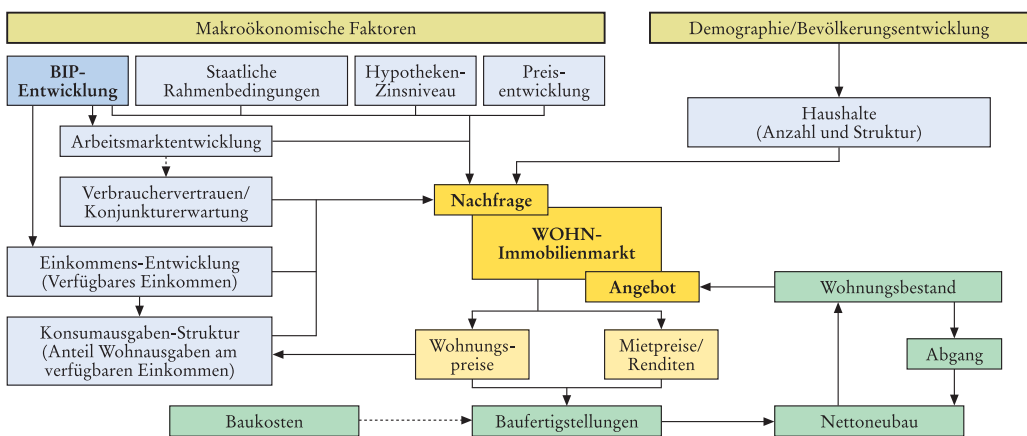 Makroökonomische Faktoren
Demographie/Bevölkerungsentwicklung
BIP-
Entwicklung
Staatliche
Rahmenbedingungen
Hypotheken-
Zinsniveau
Preis-
entwicklung
Haushalte
(Anzahl und Struktur)
Arbeitsmarktentwicklung
Verbrauchervertrauen/
Konjunkturerwartung
Nachfrage
WOHN-
Immobilienmarkt
Angebot
Einkommens-Entwicklung
(Verfügbares Einkommen)
Wohnungsbestand
Konsumausgaben-Struktur
(Anteil Wohnausgaben am
verfügbaren Einkommen)
Wohnungs-
preise
Mietpreise/
Renditen
Abgang
Baukosten
Baufertigstellungen
Nettoneubau